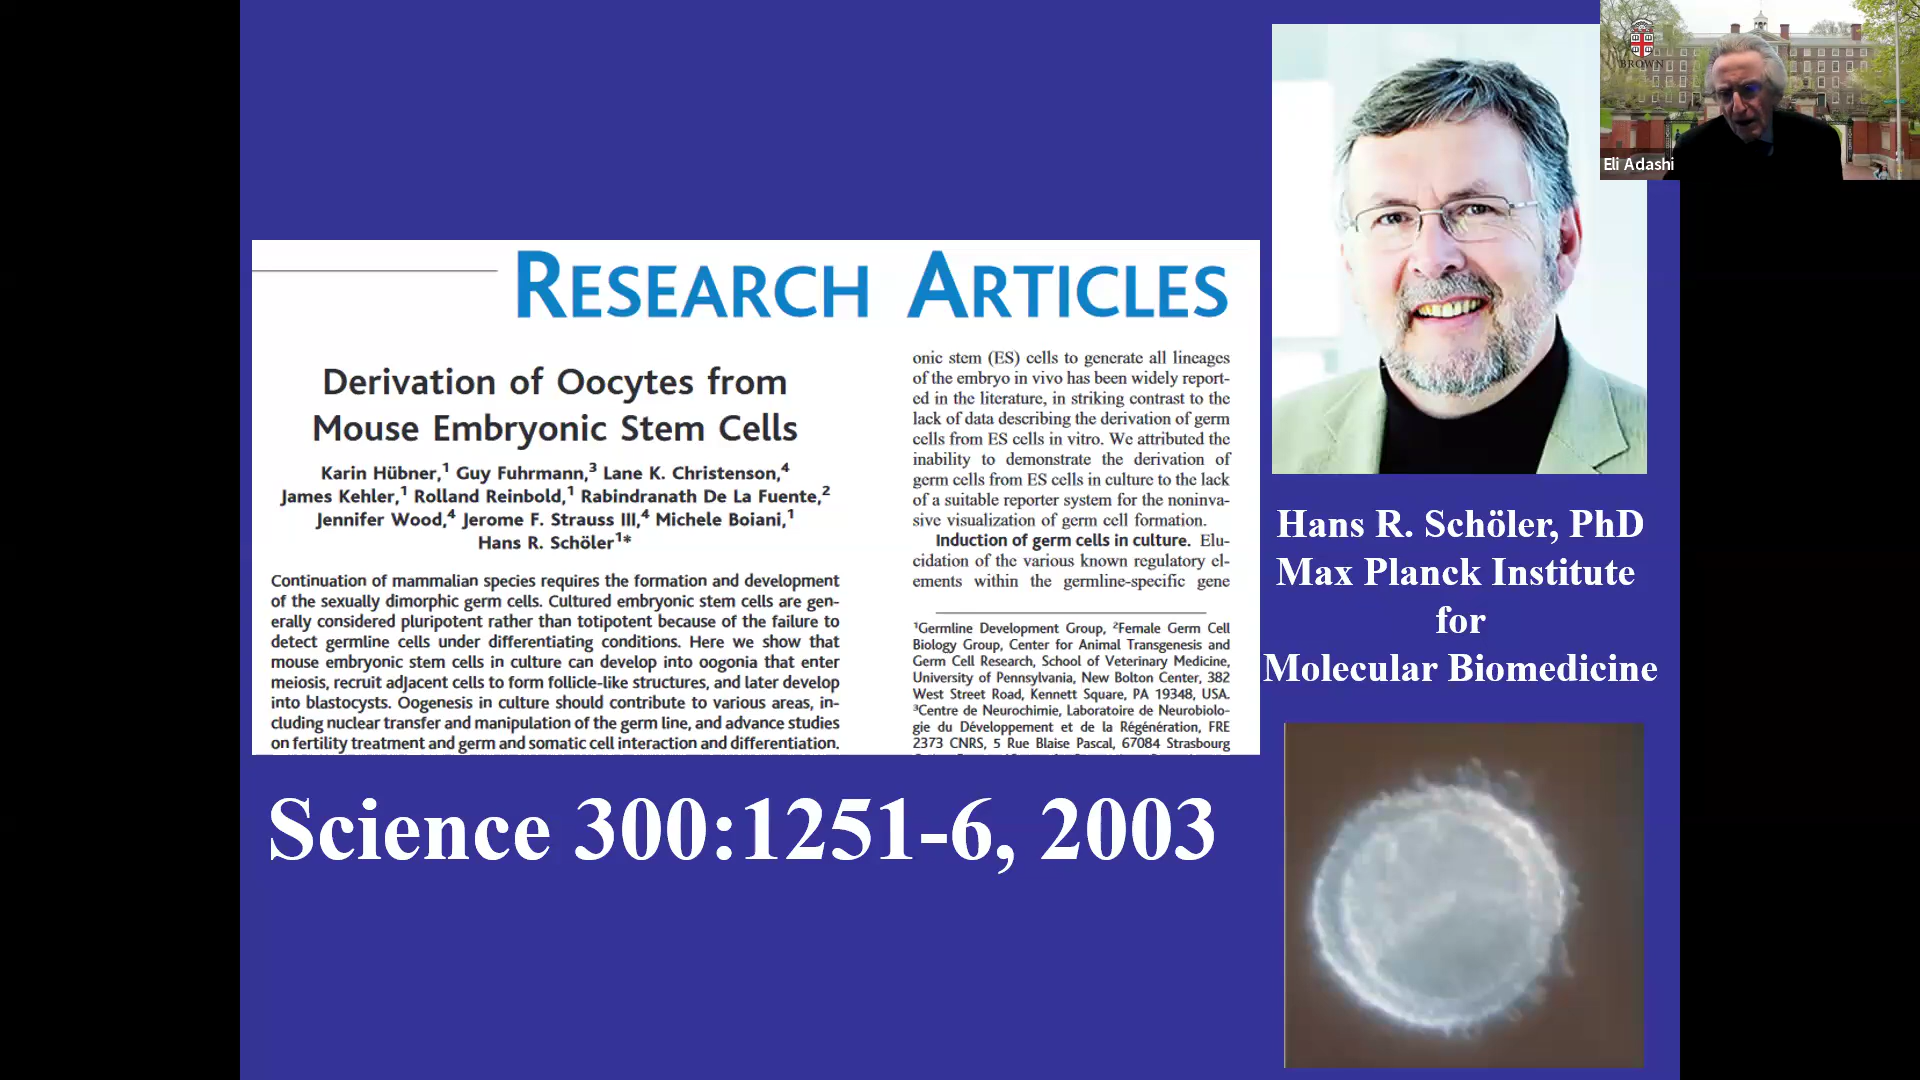 RESEARCH ARTICLES
Derivation of Oocytes from
Mouse Embryonic Stem Cells
Karin Hübner,¹ Guy Fuhrmann,³ Lane K. Christenson,⁴
James Kehler,¹ Rolland Reinbold,¹ Rabindranath De La Fuente,²
Jennifer Wood,⁴ Jerome F. Strauss III,⁴ Michele Boiani,¹
Hans R. Schöler¹*
Continuation of mammalian species requires the formation and development
of the sexually dimorphic germ cells. Cultured embryonic stem cells are gen-
erally considered pluripotent rather than totipotent because of the failure to
detect germline cells under differentiating conditions. Here we show that
mouse embryonic stem cells in culture can develop into oogonia that enter
meiosis, recruit adjacent cells to form follicle-like structures, and later develop
into blastocysts. Oogenesis in culture should contribute to various areas, in-
cluding nuclear transfer and manipulation of the germ line, and advance studies
on fertility treatment and germ and somatic cell interaction and differentiation.
onic stem (ES) cells to generate all lineages
of the embryo in vivo has been widely report-
ed in the literature, in striking contrast to the
lack of data describing the derivation of germ
cells from ES cells in vitro. We attributed the
inability to demonstrate the derivation of
germ cells from ES cells in culture to the lack
of a suitable reporter system for the noninva-
sive visualization of germ cell formation.
Induction of germ cells in culture. Elu-
cidation of the various known regulatory el-
ements within the germline-specific gene
¹Germline Development Group, ²Female Germ Cell
Biology Group, Center for Animal Transgenesis and
Germ Cell Research, School of Veterinary Medicine,
University of Pennsylvania, New Bolton Center, 382
West Street Road, Kennett Square, PA 19348, USA.
³Centre de Neurochimie, Laboratoire de Neurobiolo-
gie du Développement et de la Régénération, FRE
2373 CNRS, 5 Rue Blaise Pascal, 67084 Strasbourg
Science 300:1251-6, 2003
Hans R. Schöler, PhD
Max Planck Institute
for
Molecular Biomedicine
BROWN
Eli Adashi